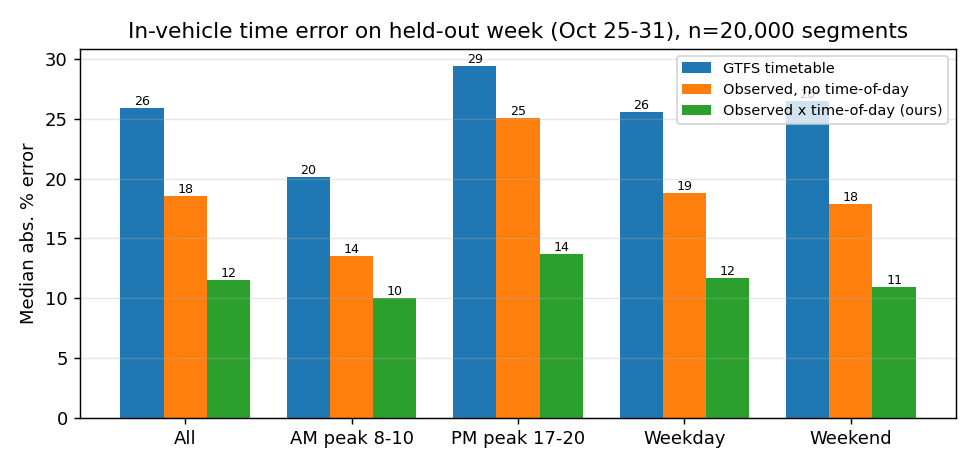 In-vehicle time error on held-out week (Oct 25-31), n=20,000 segments
Median abs. % error
30
25
20
15
10
5
0
26
18
12
20
14
10
29
25
14
26
19
12
18
11
GTFS timetable
Observed, no time-of-day
Observed x time-of-day (ours)
All
AM peak 8-10
PM peak 17-20
Weekday
Weekend